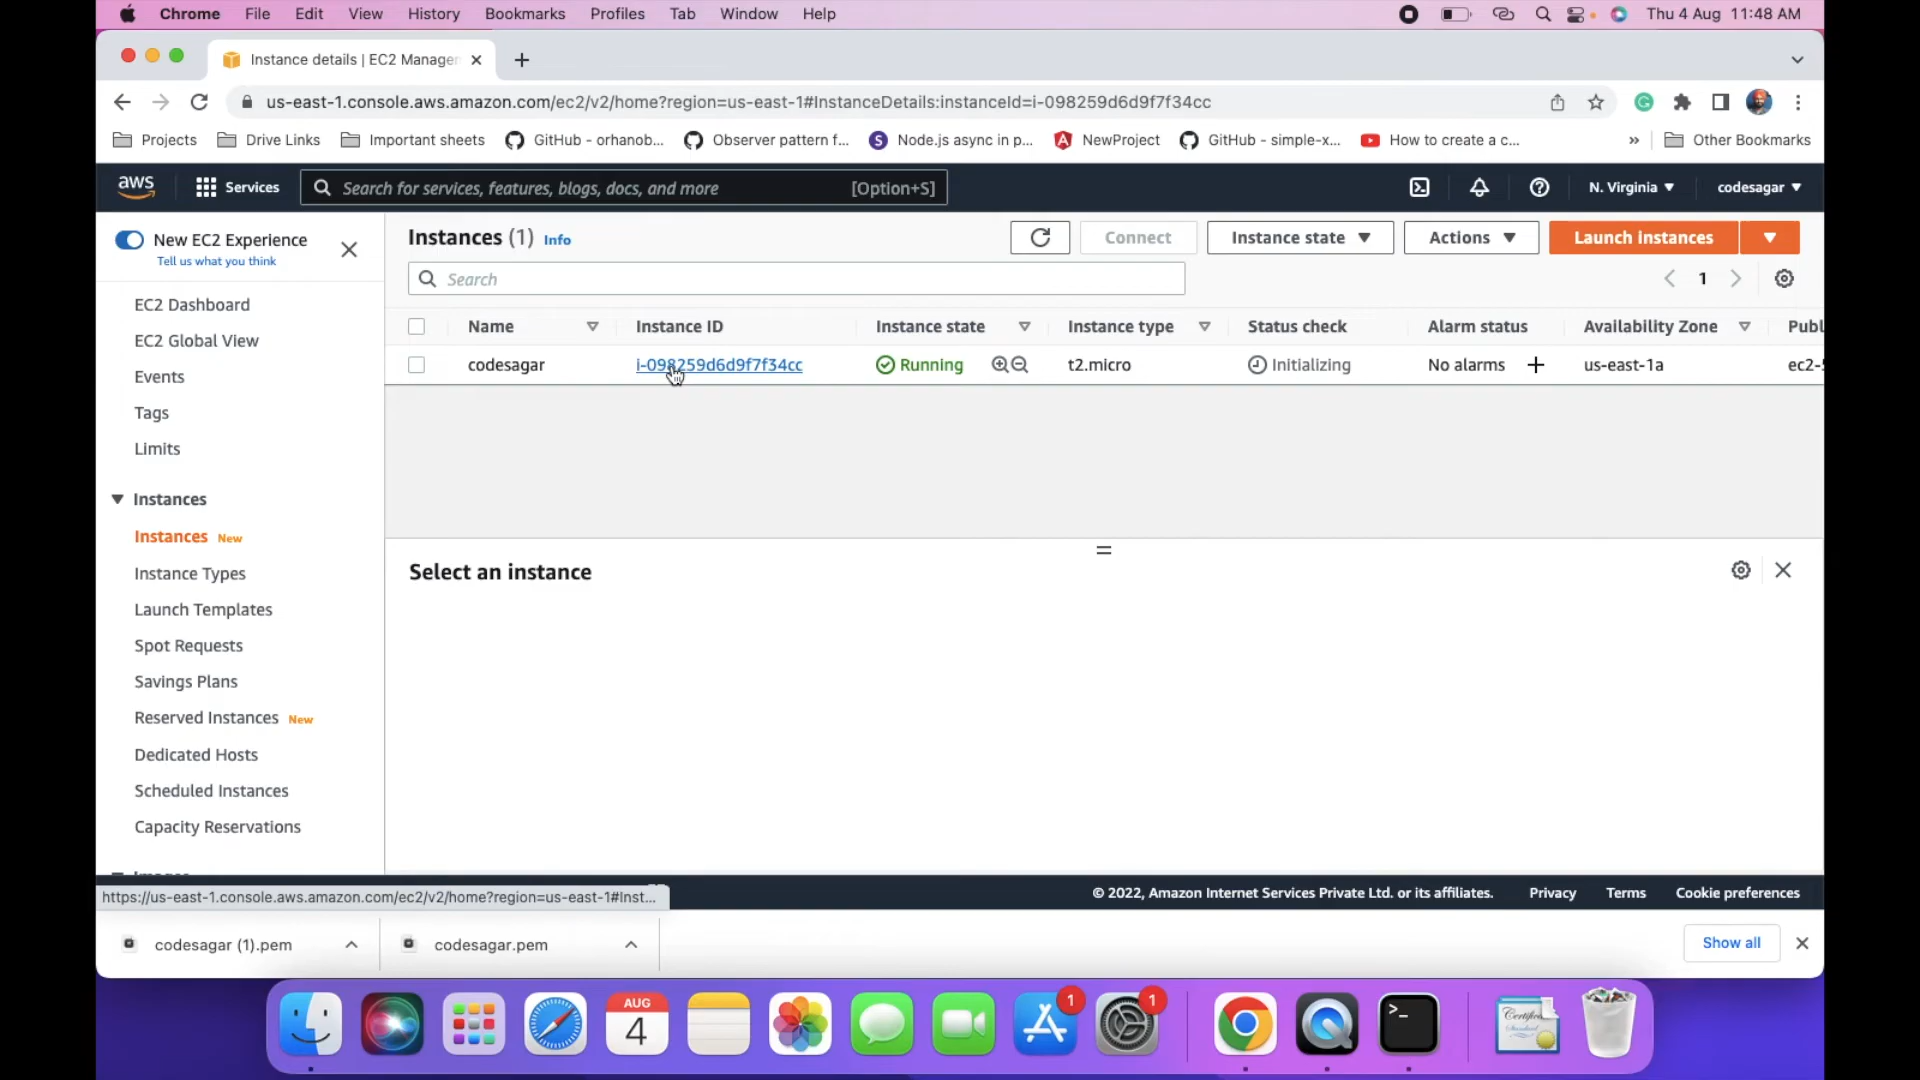 Chrome File Edit View History Bookmarks Profiles Tab Window Help Thu 4 Aug 11:48 AM
Instance details | EC2 Manager
us-east-1.console.aws.amazon.com/ec2/v2/home?region=us-east-1#InstanceDetails:instanceId=i-098259d6d9f7f34cc
Projects Drive Links Important sheets GitHub - orhanob... Observer pattern f... Node.js async in p... NewProject GitHub - simple-x... How to create a c... » Other Bookmarks
aws Services Search for services, features, blogs, docs, and more [Option+S] N. Virginia codesagar
New EC2 Experience
Tell us what you think
EC2 Dashboard
EC2 Global View
Events
Tags
Limits
Instances
Instances New
Instance Types
Launch Templates
Spot Requests
Savings Plans
Reserved Instances New
Dedicated Hosts
Scheduled Instances
Capacity Reservations
Images
Instances (1) Info Connect Instance state Actions Launch instances
Search
1
Name Instance ID Instance state Instance type Status check Alarm status Availability Zone Publ
codesagar i-098259d6d9f7f34cc Running t2.micro Initializing No alarms us-east-1a ec2-5
Select an instance
https://us-east-1.console.aws.amazon.com/ec2/v2/home?region=us-east-1#Inst...
© 2022, Amazon Internet Services Private Ltd. or its affiliates. Privacy Terms Cookie preferences
codesagar (1).pem codesagar.pem Show all
AUG
4
1
1
>_